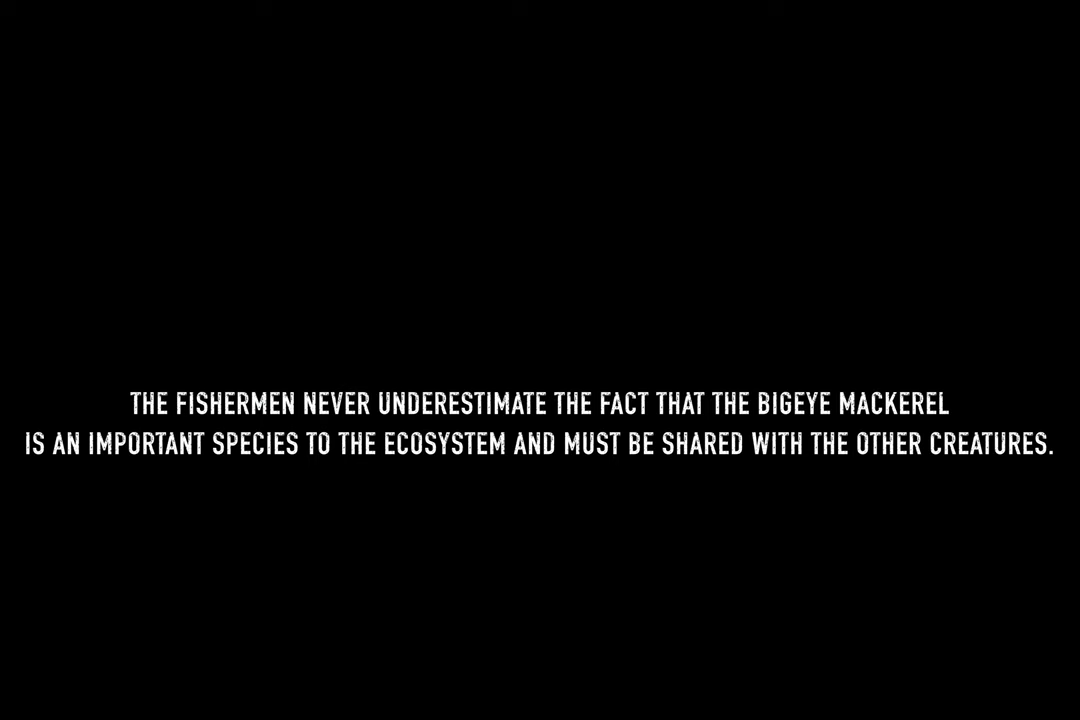 THE FISHERMEN NEVER UNDERESTIMATE THE FACT THAT THE BIGEYE MACKEREL
IS AN IMPORTANT SPECIES TO THE ECOSYSTEM AND MUST BE SHARED WITH THE OTHER CREATURES.